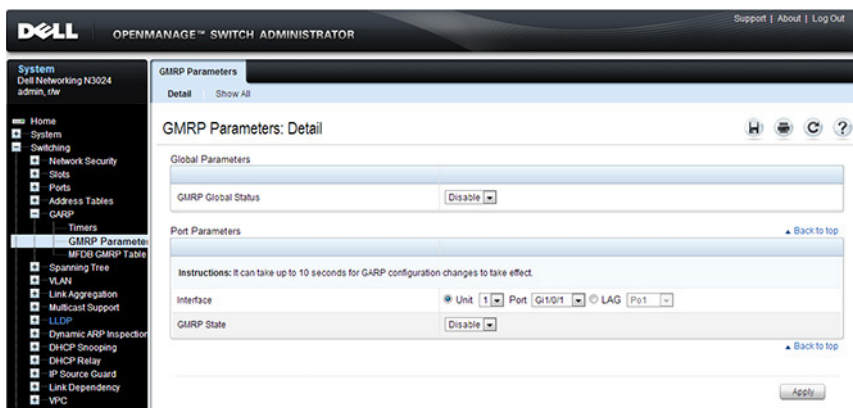 Support | About | Log Out
DELL OPENMANAGE™ SWITCH ADMINISTRATOR
System
Dell Networking N3024
admin, r/w
Home
System
Switching
Network Security
Slots
Ports
Address Tables
GARP
Timers
GMRP Paramete
MFDB GMRP Table
Spanning Tree
VLAN
Link Aggregation
Multicast Support
LLDP
Dynamic ARP Inspection
DHCP Snooping
DHCP Relay
IP Source Guard
Link Dependency
VPC
GMRP Parameters
Detail Show All
GMRP Parameters: Detail
Global Parameters
GMRP Global Status Disable
Port Parameters Back to top
Instructions: It can take up to 10 seconds for GARP configuration changes to take effect.
Interface Unit 1 Port Gi1/0/1 LAG Po1
GMRP State Disable
Back to top
Apply